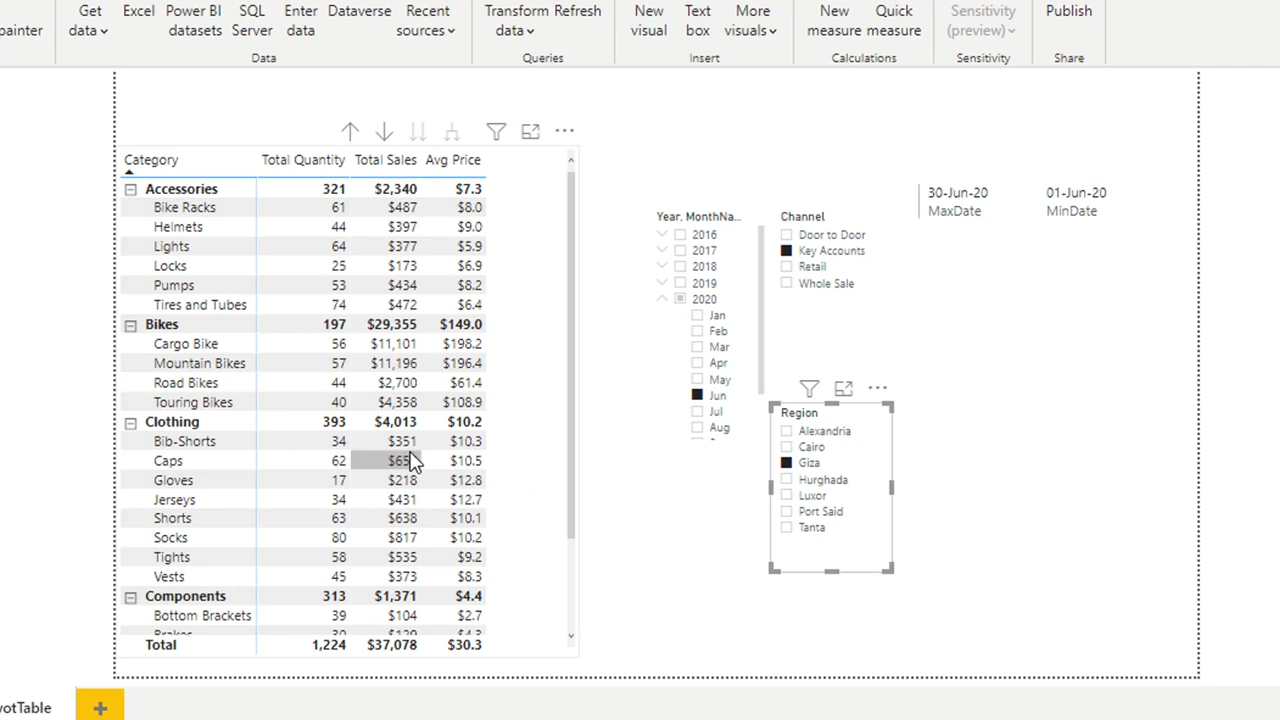 painter
Get data
Excel
Power BI datasets
SQL Server
Enter data
Dataverse
Recent sources
Transform data
Refresh
New visual
Text box
More visuals
New measure
Quick measure
Sensitivity (preview)
Publish
Data
Queries
Insert
Calculations
Sensitivity
Share
Category Total Quantity Total Sales Avg Price
Accessories 321 $2,340 $7.3
Bike Racks 61 $487 $8.0
Helmets 44 $397 $9.0
Lights 64 $377 $5.9
Locks 25 $173 $6.9
Pumps 53 $434 $8.2
Tires and Tubes 74 $472 $6.4
Bikes 197 $29,355 $149.0
Cargo Bike 56 $11,101 $198.2
Mountain Bikes 57 $11,196 $196.4
Road Bikes 44 $2,700 $61.4
Touring Bikes 40 $4,358 $108.9
Clothing 393 $4,013 $10.2
Bib-Shorts 34 $351 $10.3
Caps 62 $10.5
Gloves 17 $218 $12.8
Jerseys 34 $431 $12.7
Shorts 63 $638 $10.1
Socks 80 $817 $10.2
Tights 58 $535 $9.2
Vests 45 $373 $8.3
Components 313 $1,371 $4.4
Bottom Brackets 39 $104 $2.7
Total 1,224 $37,078 $30.3
Year, MonthNa...
2016
2017
2018
2019
2020
Jan
Feb
Mar
Apr
May
Jun
Jul
Aug
Channel
Door to Door
Key Accounts
Retail
Whole Sale
30-Jun-20
MaxDate
01-Jun-20
MinDate
Region
Alexandria
Cairo
Giza
Hurghada
Luxor
Port Said
Tanta
votTable